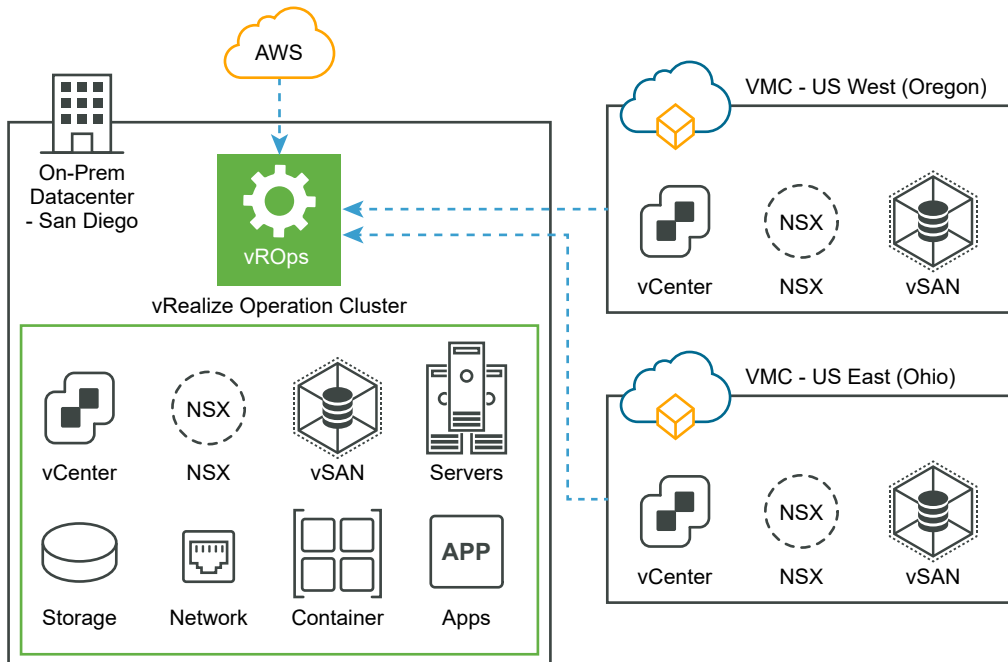 AWS
On-Prem
Datacenter
- San Diego
vROps
vRealize Operation Cluster
NSX
vCenter
NSX
vSAN
Servers
APP
Storage
Network
Container
Apps
VMC - US West (Oregon)
NSX
vCenter
NSX
vSAN
VMC - US East (Ohio)
NSX
vCenter
NSX
vSAN